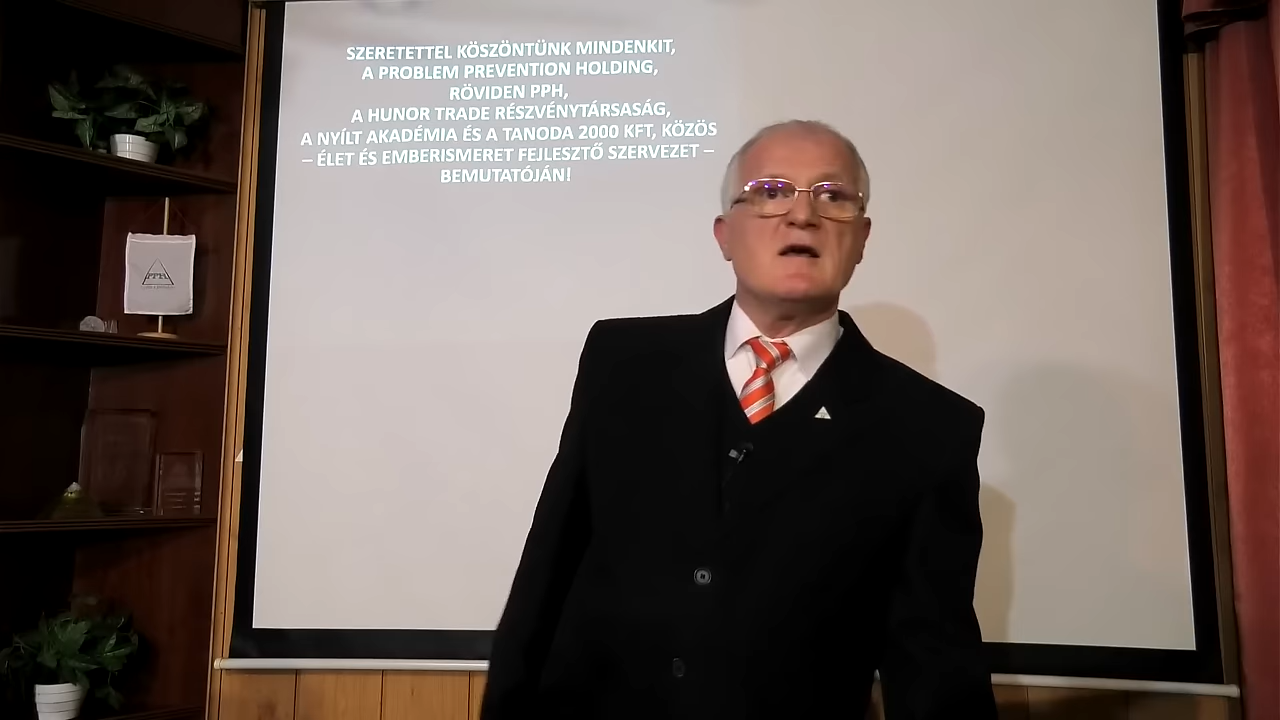 SZERETETTEL KÖSZÖNTÜNK MINDENKIT,
A PROBLEM PREVENTION HOLDING,
RÖVIDEN PPH,
A HUNOR TRADE RÉSZVÉNYTÁRSASÁG,
A NYÍLT AKADÉMIA ÉS A TANODA 2000 KFT, KÖZÖS
– ÉLET ÉS EMBERISMERET FEJLESZTŐ SZERVEZET –
BEMUTATÓJÁN!
PPH